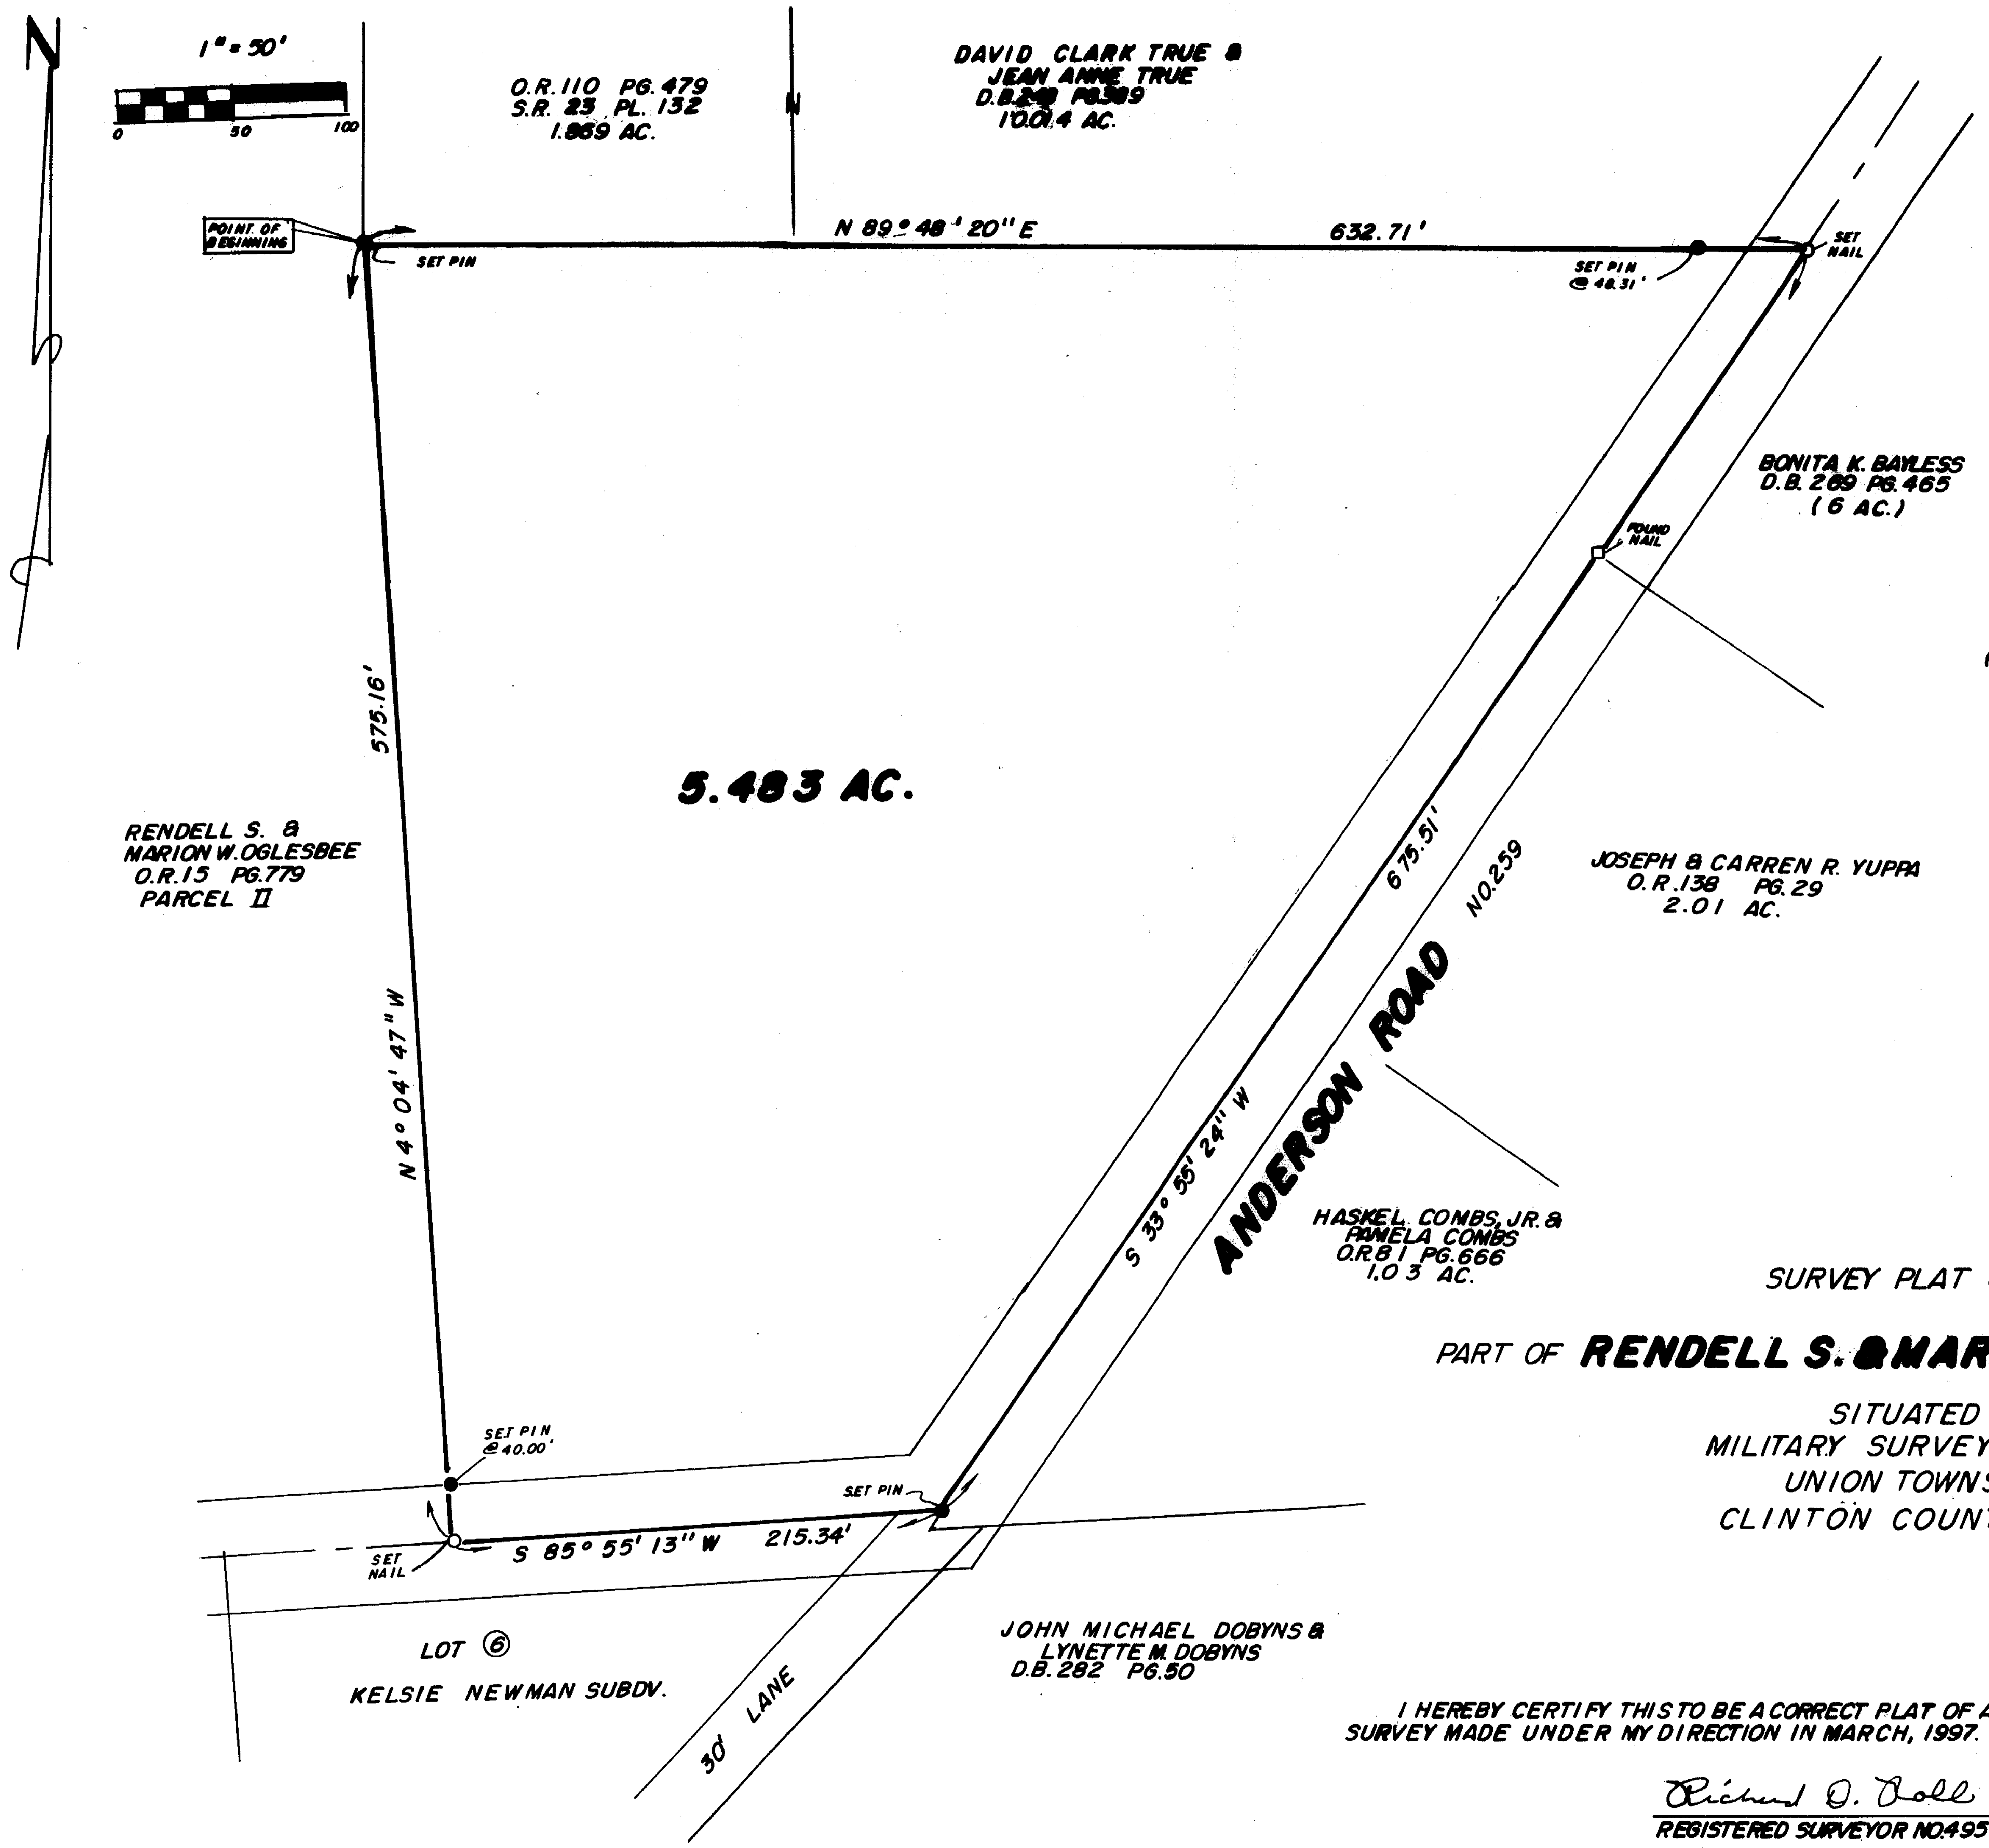 N
1" = 50'
0 50 100
O.R. 110 PG. 479
S.R. 23 PL. 132
1.869 AC.
N
DAVID CLARK TRUE &
JEAN ANNE TRUE
D.B.
10.014 AC.
POINT OF
BEGINNING
SET PIN
N 89° 48' 20" E 632.71'
SET PIN
@ 48.31'
SET
NAIL
BONITA K. BAYLESS
D.B. 269 PG. 465
(6 AC.)
FOUND
NAIL
575.16'
N 4° 04' 47" W
5.483 AC.
RENDELL S. &
MARION W. OGLESBEE
O.R. 15 PG. 779
PARCEL II
675.51'
S 33° 55' 24" W
NO. 259
ANDERSON ROAD
JOSEPH & CARREN R. YUPPA
O.R. 138 PG. 29
2.01 AC.
HASKEL COMBS, JR. &
PAMELA COMBS
O.R. 81 PG. 666
1.03 AC.
SURVEY PLAT
PART OF RENDELL S. & MAR
SITUATED
MILITARY SURVEY
UNION TOWNS
CLINTON COUNT
SET PIN
@ 40.00'
SET PIN
SET
NAIL
S 85° 55' 13" W 215.34'
LOT 6
KELSIE NEWMAN SUBDV.
30' LANE
JOHN MICHAEL DOBYNS &
LYNETTE M. DOBYNS
D.B. 282 PG. 50
I HEREBY CERTIFY THIS TO BE A CORRECT PLAT OF A
SURVEY MADE UNDER MY DIRECTION IN MARCH, 1997.
Richard D. Roll
REGISTERED SURVEYOR NO. 495